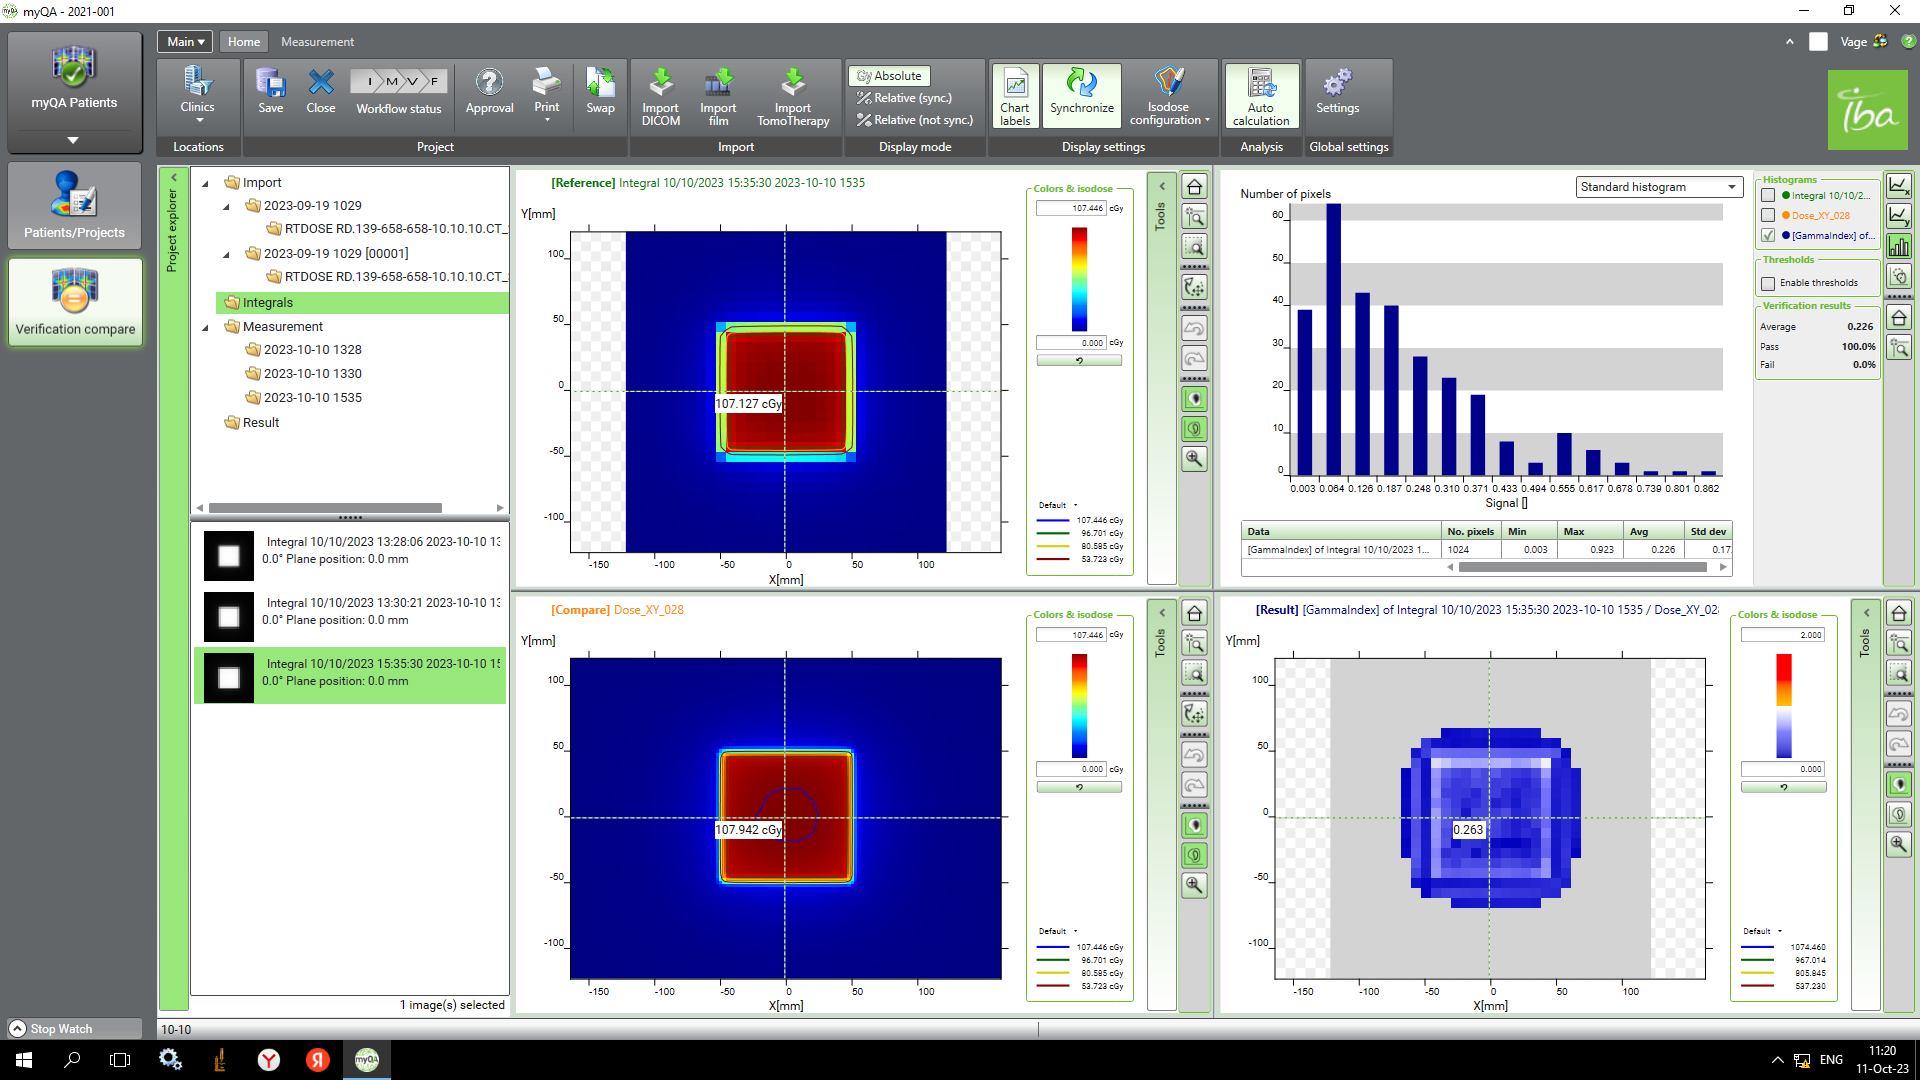 myQA - 2021-001
myQA Patients
Patients/Projects
Verification compare
Stop Watch
Main
Home
Measurement
Vage
Clinics
Locations
Save
Close
I M V F
Workflow status
Approval
Print
Swap
Project
Import DICOM
Import film
Import TomoTherapy
Import
Gy Absolute
Relative (sync.)
Relative (not sync.)
Display mode
Chart labels
Synchronize
Isodose configuration
Display settings
Auto calculation
Analysis
Settings
Global settings
iba
Project explorer
Import
2023-09-19 1029
RTDOSE RD.139-658-658-10.10.10.CT_
2023-09-19 1029 [00001]
RTDOSE RD.139-658-658-10.10.10.CT_
Integrals
Measurement
2023-10-10 1328
2023-10-10 1330
2023-10-10 1535
Result
Integral 10/10/2023 13:28:06 2023-10-10 13
0.0° Plane position: 0.0 mm
Integral 10/10/2023 13:30:21 2023-10-10 13
0.0° Plane position: 0.0 mm
Integral 10/10/2023 15:35:30 2023-10-10 15
0.0° Plane position: 0.0 mm
1 image(s) selected
[Reference] Integral 10/10/2023 15:35:30 2023-10-10 1535
Y[mm]
100
50
0
-50
-100
107.127 cGy
-150 -100 -50 0 50 100
X[mm]
Colors & isodose
107.446 cGy
0.000 cGy
Default
107.446 cGy
96.701 cGy
80.585 cGy
53.723 cGy
Tools
Number of pixels
Standard histogram
60
50
40
30
20
10
0
0.003 0.064 0.126 0.187 0.248 0.310 0.371 0.433 0.494 0.555 0.617 0.678 0.739 0.801 0.862
Signal []
Data No. pixels Min Max Avg Std dev
[GammaIndex] of Integral 10/10/2023 1... 1024 0.003 0.923 0.226 0.17
Histograms
Integral 10/10/2...
Dose_XY_028
[GammaIndex] of...
Thresholds
Enable thresholds
Verification results
Average 0.226
Pass 100.0%
Fail 0.0%
[Compare] Dose_XY_028
Y[mm]
100
50
0
-50
-100
107.942 cGy
-150 -100 -50 0 50 100
X[mm]
Colors & isodose
107.446 cGy
0.000 cGy
Default
107.446 cGy
96.701 cGy
80.585 cGy
53.723 cGy
Tools
[Result] [GammaIndex] of Integral 10/10/2023 15:35:30 2023-10-10 1535 / Dose_XY_028
Y[mm]
100
50
0
-50
-100
0.263
-150 -100 -50 0 50 100
X[mm]
Colors & isodose
2.000
0.000
Default
1074.460
967.014
805.845
537.230
Tools
10-10
Y
Я
myQA
ENG
11:20
11-Oct-23